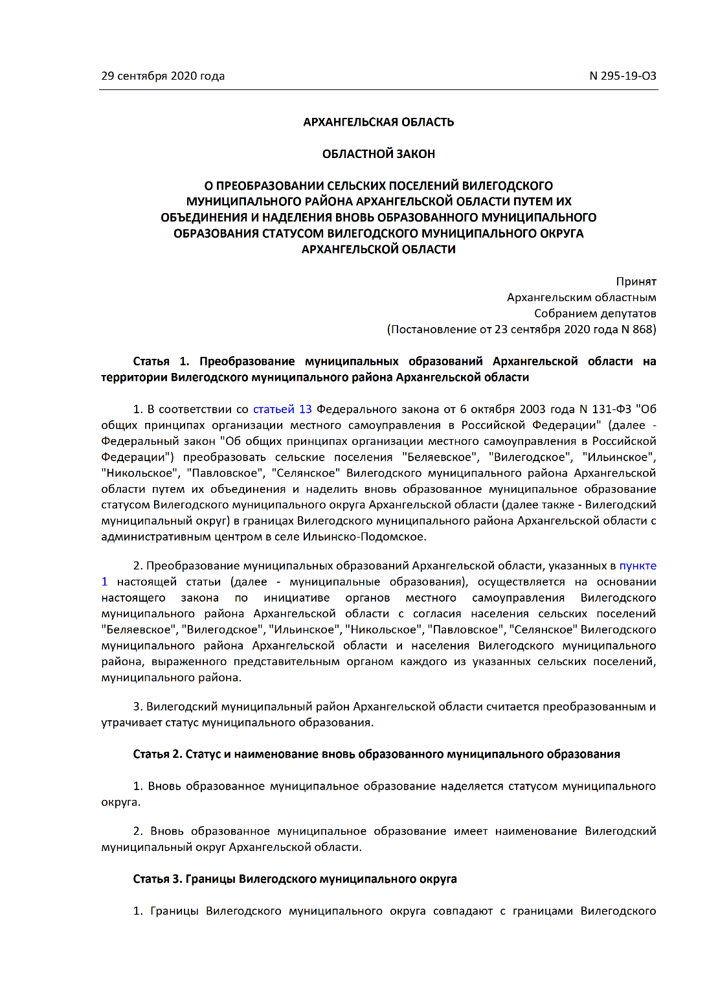 29 сентября 2020 года N 295-19-ОЗ
АРХАНГЕЛЬСКАЯ ОБЛАСТЬ
ОБЛАСТНОЙ ЗАКОН
О ПРЕОБРАЗОВАНИИ СЕЛЬСКИХ ПОСЕЛЕНИЙ ВИЛЕГОДСКОГО
МУНИЦИПАЛЬНОГО РАЙОНА АРХАНГЕЛЬСКОЙ ОБЛАСТИ ПУТЕМ ИХ
ОБЪЕДИНЕНИЯ И НАДЕЛЕНИЯ ВНОВЬ ОБРАЗОВАННОГО МУНИЦИПАЛЬНОГО
ОБРАЗОВАНИЯ СТАТУСОМ ВИЛЕГОДСКОГО МУНИЦИПАЛЬНОГО ОКРУГА
АРХАНГЕЛЬСКОЙ ОБЛАСТИ
Принят
Архангельским областным
Собранием депутатов
(Постановление от 23 сентября 2020 года N 868)
Статья 1. Преобразование муниципальных образований Архангельской области на
территории Вилегодского муниципального района Архангельской области
1. В соответствии со статьей 13 Федерального закона от 6 октября 2003 года N 131-ФЗ "Об
общих принципах организации местного самоуправления в Российской Федерации" (далее -
Федеральный закон "Об общих принципах организации местного самоуправления в Российской
Федерации") преобразовать сельские поселения "Беляевское", "Вилегодское", "Ильинское",
"Никольское", "Павловское", "Селянское" Вилегодского муниципального района Архангельской
области путем их объединения и наделить вновь образованное муниципальное образование
статусом Вилегодского муниципального округа Архангельской области (далее также - Вилегодский
муниципальный округ) в границах Вилегодского муниципального района Архангельской области с
административным центром в селе Ильинско-Подомское.
2. Преобразование муниципальных образований Архангельской области, указанных в пункте
1 настоящей статьи (далее - муниципальные образования), осуществляется на основании
настоящего закона по инициативе органов местного самоуправления Вилегодского
муниципального района Архангельской области с согласия населения сельских поселений
"Беляевское", "Вилегодское", "Ильинское", "Никольское", "Павловское", "Селянское" Вилегодского
муниципального района Архангельской области и населения Вилегодского муниципального
района, выраженного представительным органом каждого из указанных сельских поселений,
муниципального района.
3. Вилегодский муниципальный район Архангельской области считается преобразованным и
утрачивает статус муниципального образования.
Статья 2. Статус и наименование вновь образованного муниципального образования
1. Вновь образованное муниципальное образование наделяется статусом муниципального
округа.
2. Вновь образованное муниципальное образование имеет наименование Вилегодский
муниципальный округ Архангельской области.
Статья 3. Границы Вилегодского муниципального округа
1. Границы Вилегодского муниципального округа совпадают с границами Вилегодского